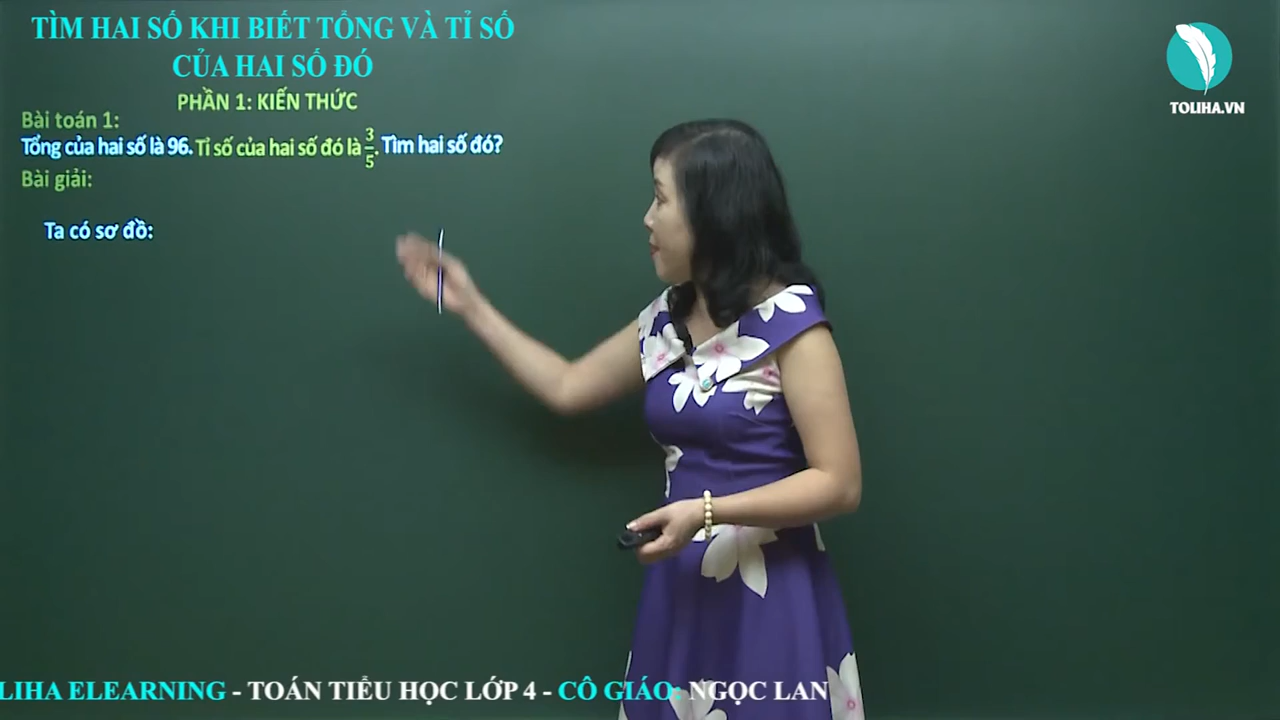 TÌM HAI SỐ KHI BIẾT TỔNG VÀ TỈ SỐ
CỦA HAI SỐ ĐÓ
PHẦN 1: KIẾN THỨC
Bài toán 1:
Tổng của hai số là 96. Tỉ số của hai số đó là 3/5. Tìm hai số đó?
Bài giải:
Ta có sơ đồ:
TOLIHA.VN
LIHA ELEARNING - TOÁN TIỂU HỌC LỚP 4 - CÔ GIÁO: NGỌC LAN